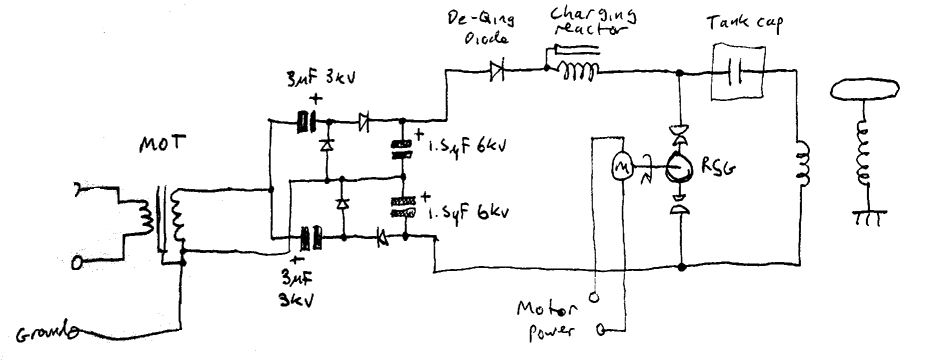 De-Qing
Diode
Charging
reactor
Tank cap
3µF 3kV
+
MOT
+ 1.5µF 6kV
M
RSG
+ 1.5µF 6kV
+
3µF
3kV
Motor
Power
Ground